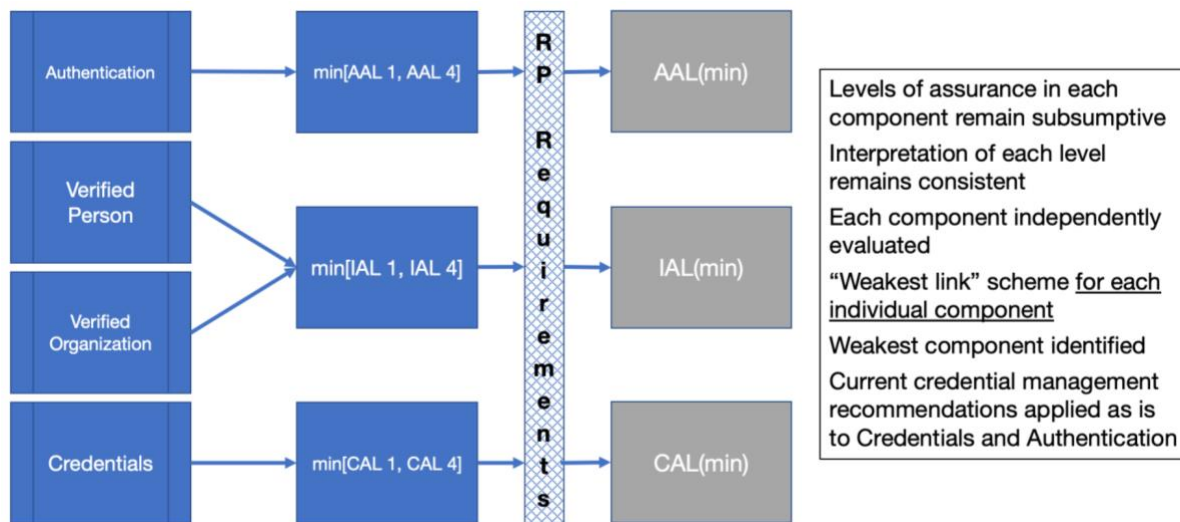 Authentication
min[AAL 1, AAL 4]
AAL(min)
Verified
Person
min[IAL 1, IAL 4]
IAL(min)
Verified
Organization
Credentials
min[CAL 1, CAL 4]
CAL(min)
RP Requirements
Levels of assurance in each
component remain subsumptive
Interpretation of each level
remains consistent
Each component independently
evaluated
“Weakest link” scheme for each
individual component
Weakest component identified
Current credential management
recommendations applied as is
to Credentials and Authentication